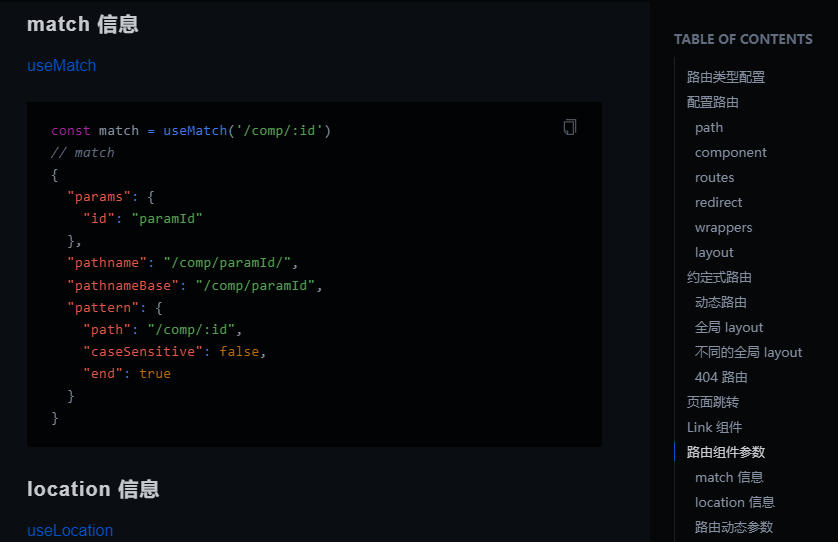 match 信息
useMatch
const match = useMatch('/comp/:id')
// match
{
"params": {
"id": "paramId"
},
"pathname": "/comp/paramId/",
"pathnameBase": "/comp/paramId",
"pattern": {
"path": "/comp/:id",
"caseSensitive": false,
"end": true
}
}
location 信息
useLocation
TABLE OF CONTENTS
路由类型配置
配置路由
path
component
routes
redirect
wrappers
layout
约定式路由
动态路由
全局 layout
不同的全局 layout
404 路由
页面跳转
Link 组件
路由组件参数
match 信息
location 信息
路由动态参数